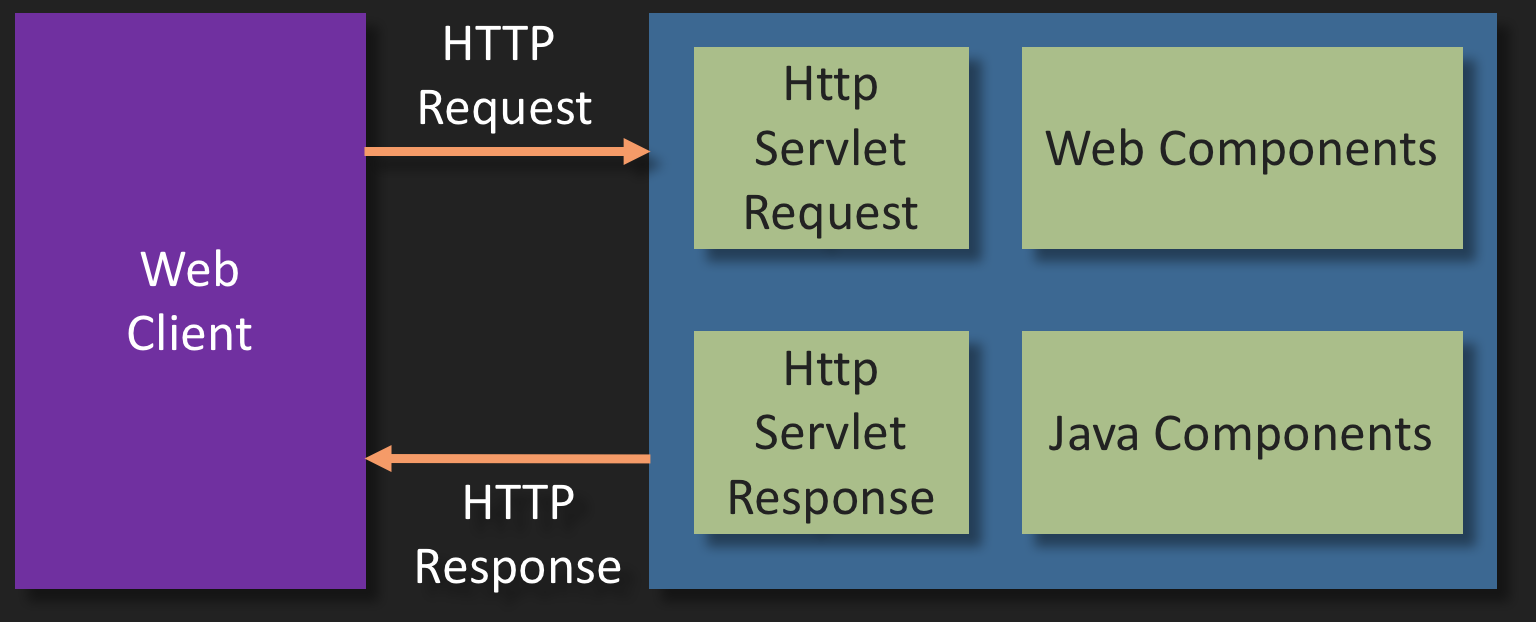 Web
Client
HTTP
Request
HTTP
Response
Http
Servlet
Request
Web Components
Http
Servlet
Response
Java Components